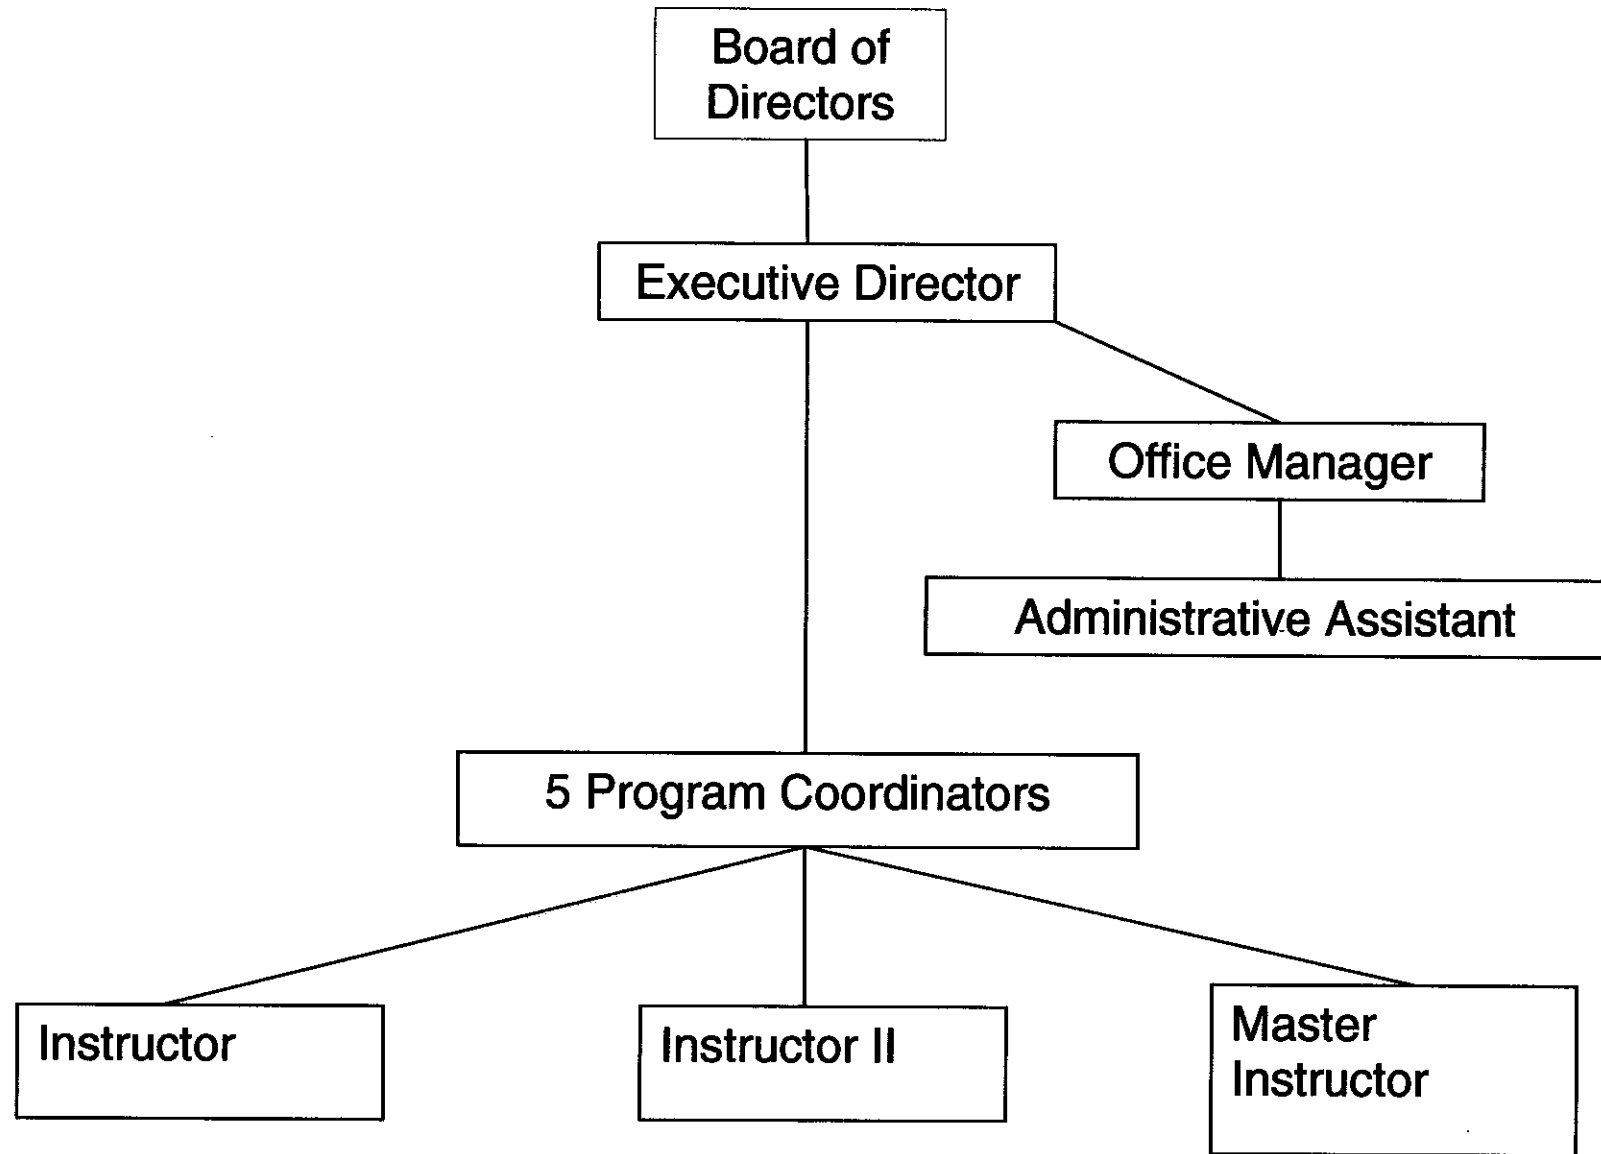 Board of
Directors
Executive Director
Office Manager
Administrative Assistant
5 Program Coordinators
Instructor
Instructor II
Master
Instructor